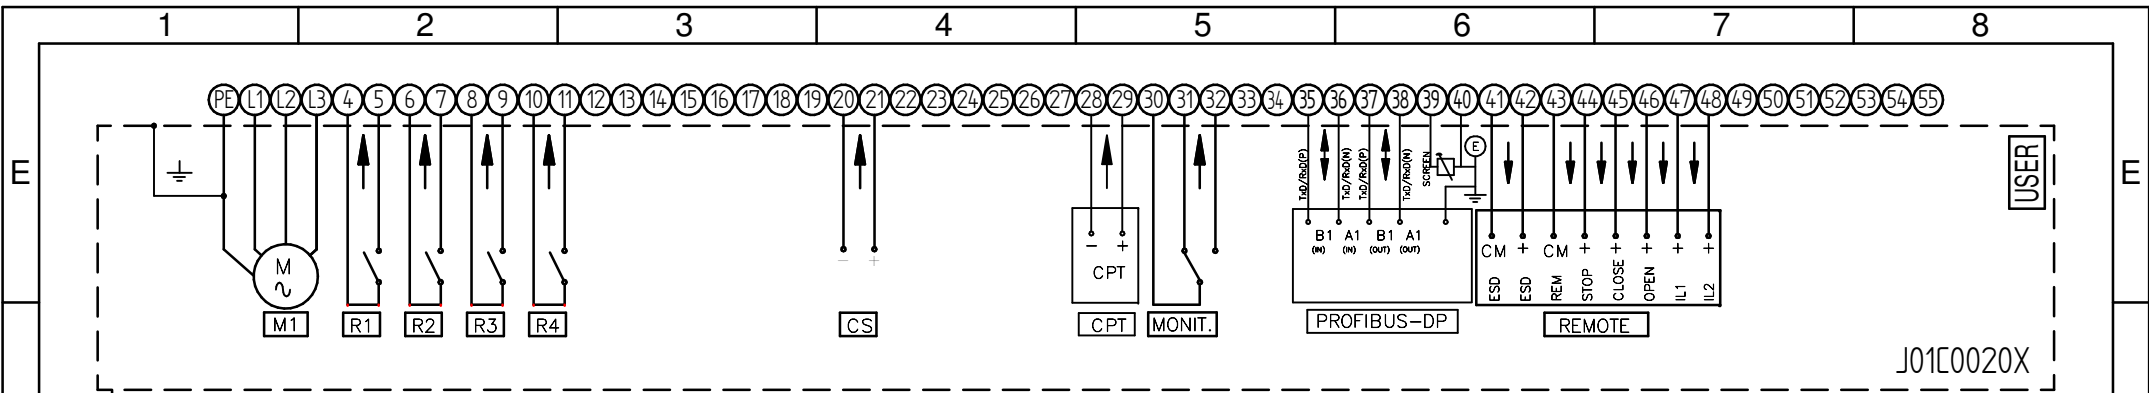 1 2 3 4 5 6 7 8
PE L1 L2 L3 4 5 6 7 8 9 10 11 12 13 14 15 16 17 18 19 20 21 22 23 24 25 26 27 28 29 30 31 32 33 34 35 36 37 38 39 40 41 42 43 44 45 46 47 48 49 50 51 52 53 54 55
E E
USER
TxD/RxD(P) TxD/RxD(N) TxD/RxD(P) TxD/RxD(N) SCREEN
E
M
- +
- +
CPT
B1 A1 B1 A1
(IN) (IN) (OUT) (OUT)
CM + CM + + + + +
ESD ESD REM STOP CLOSE OPEN IL1 IL2
M1 R1 R2 R3 R4 CS CPT MONIT. PROFIBUS-DP REMOTE
J01C0020X